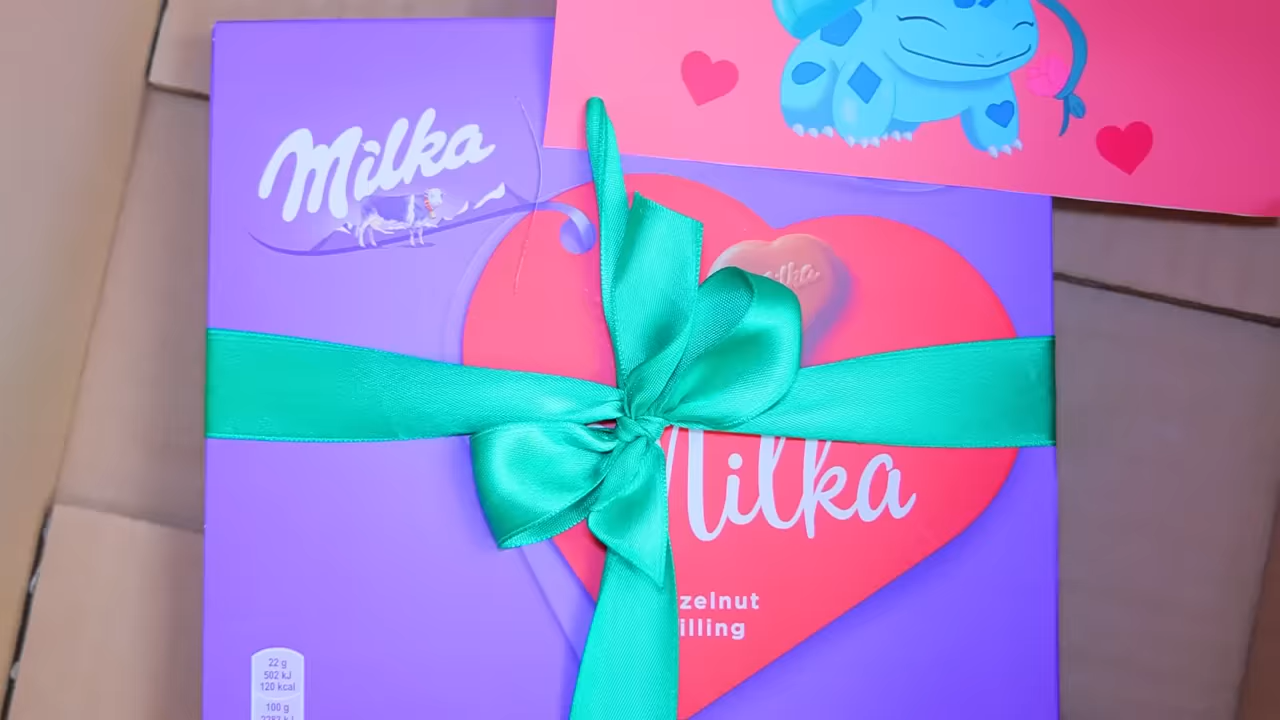 Milka
Milka
Milka
zelnut
illing
22 g
502 kJ
120 kcal
100 g